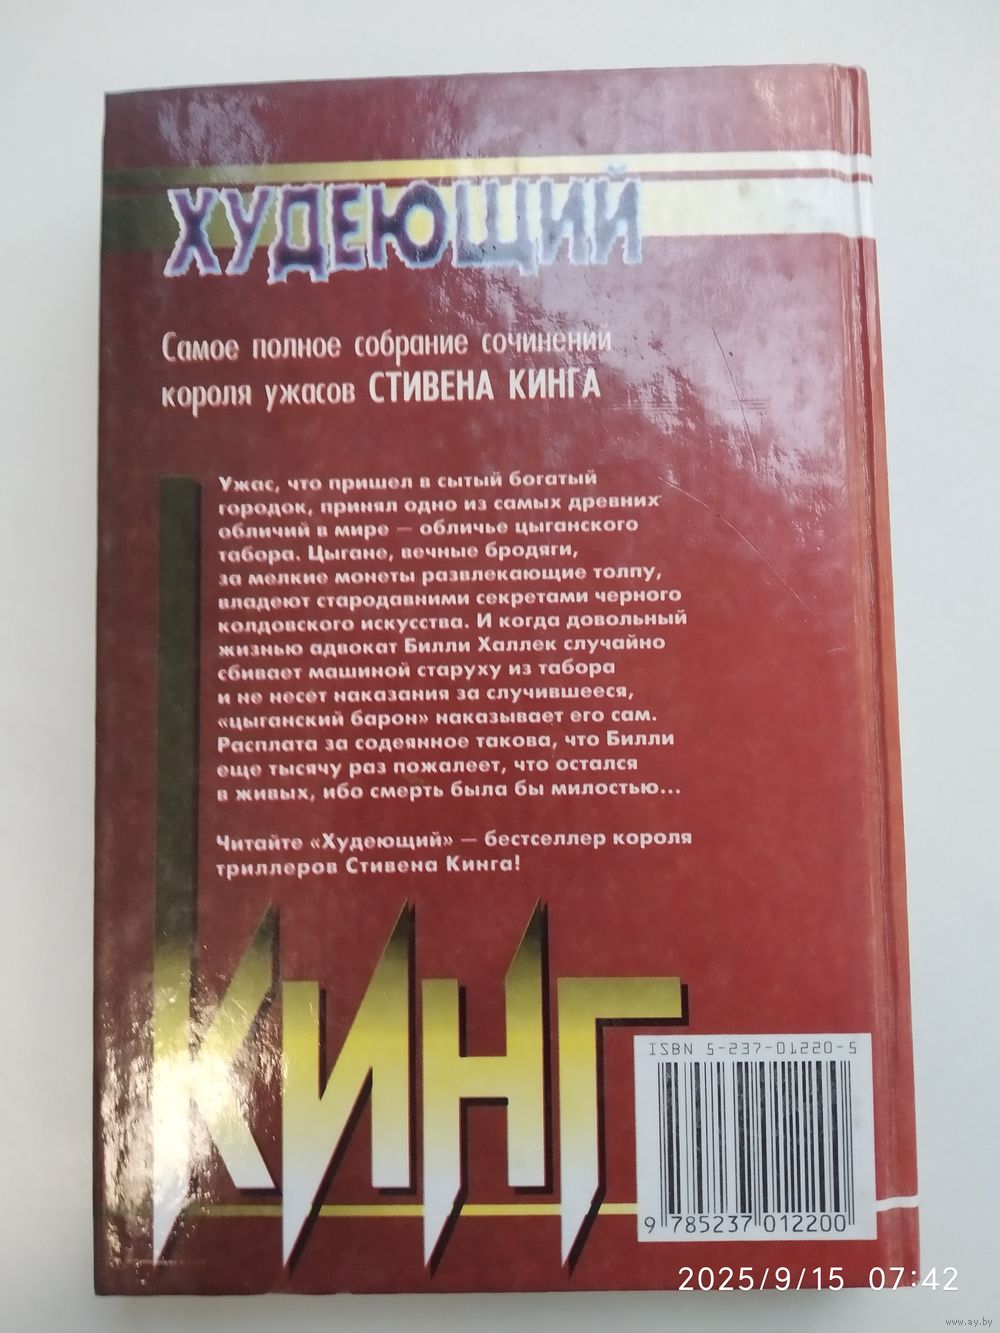 ХУДЕЮЩИЙ
Самое полное собрание сочинений
короля ужасов СТИВЕНА КИНГА
Ужас, что пришел в сытый богатый
городок, принял одно из самых древних
обличий в мире — обличье цыганского
табора. Цыгане, вечные бродяги,
за мелкие монеты развлекающие толпу,
владеют стародавними секретами черного
колдовского искусства. И когда довольный
жизнью адвокат Билли Халлек случайно
сбивает машиной старуху из табора
и не несет наказания за случившееся,
«цыганский барон» наказывает его сам.
Расплата за содеянное такова, что Билли
еще тысячу раз пожалеет, что остался
в живых, ибо смерть была бы милостью...
Читайте «Худеющий» — бестселлер короля
триллеров Стивена Кинга!
КИНГ
ISBN 5-237-01220-5
9 785237 012200
2025/9/15 07:42
www.ay.by